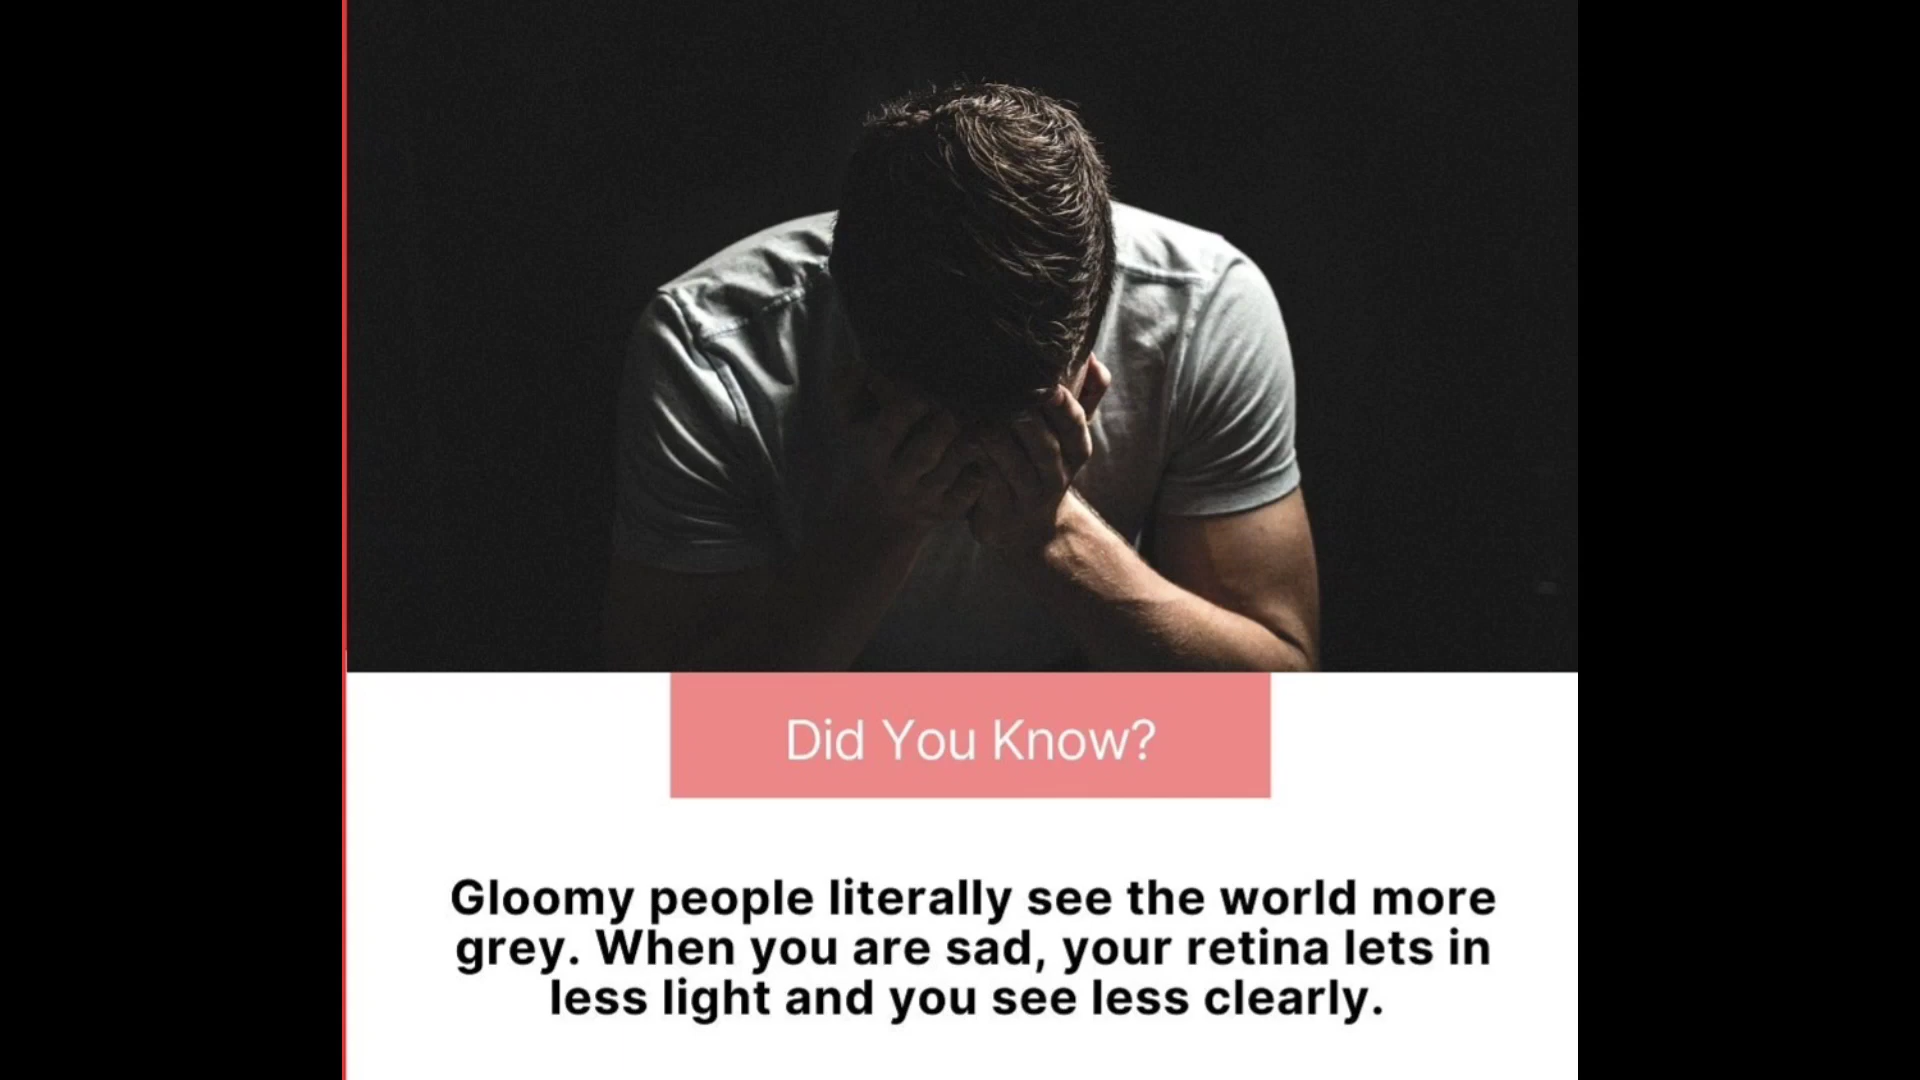 Did You Know?
Gloomy people literally see the world more
grey. When you are sad, your retina lets in
less light and you see less clearly.